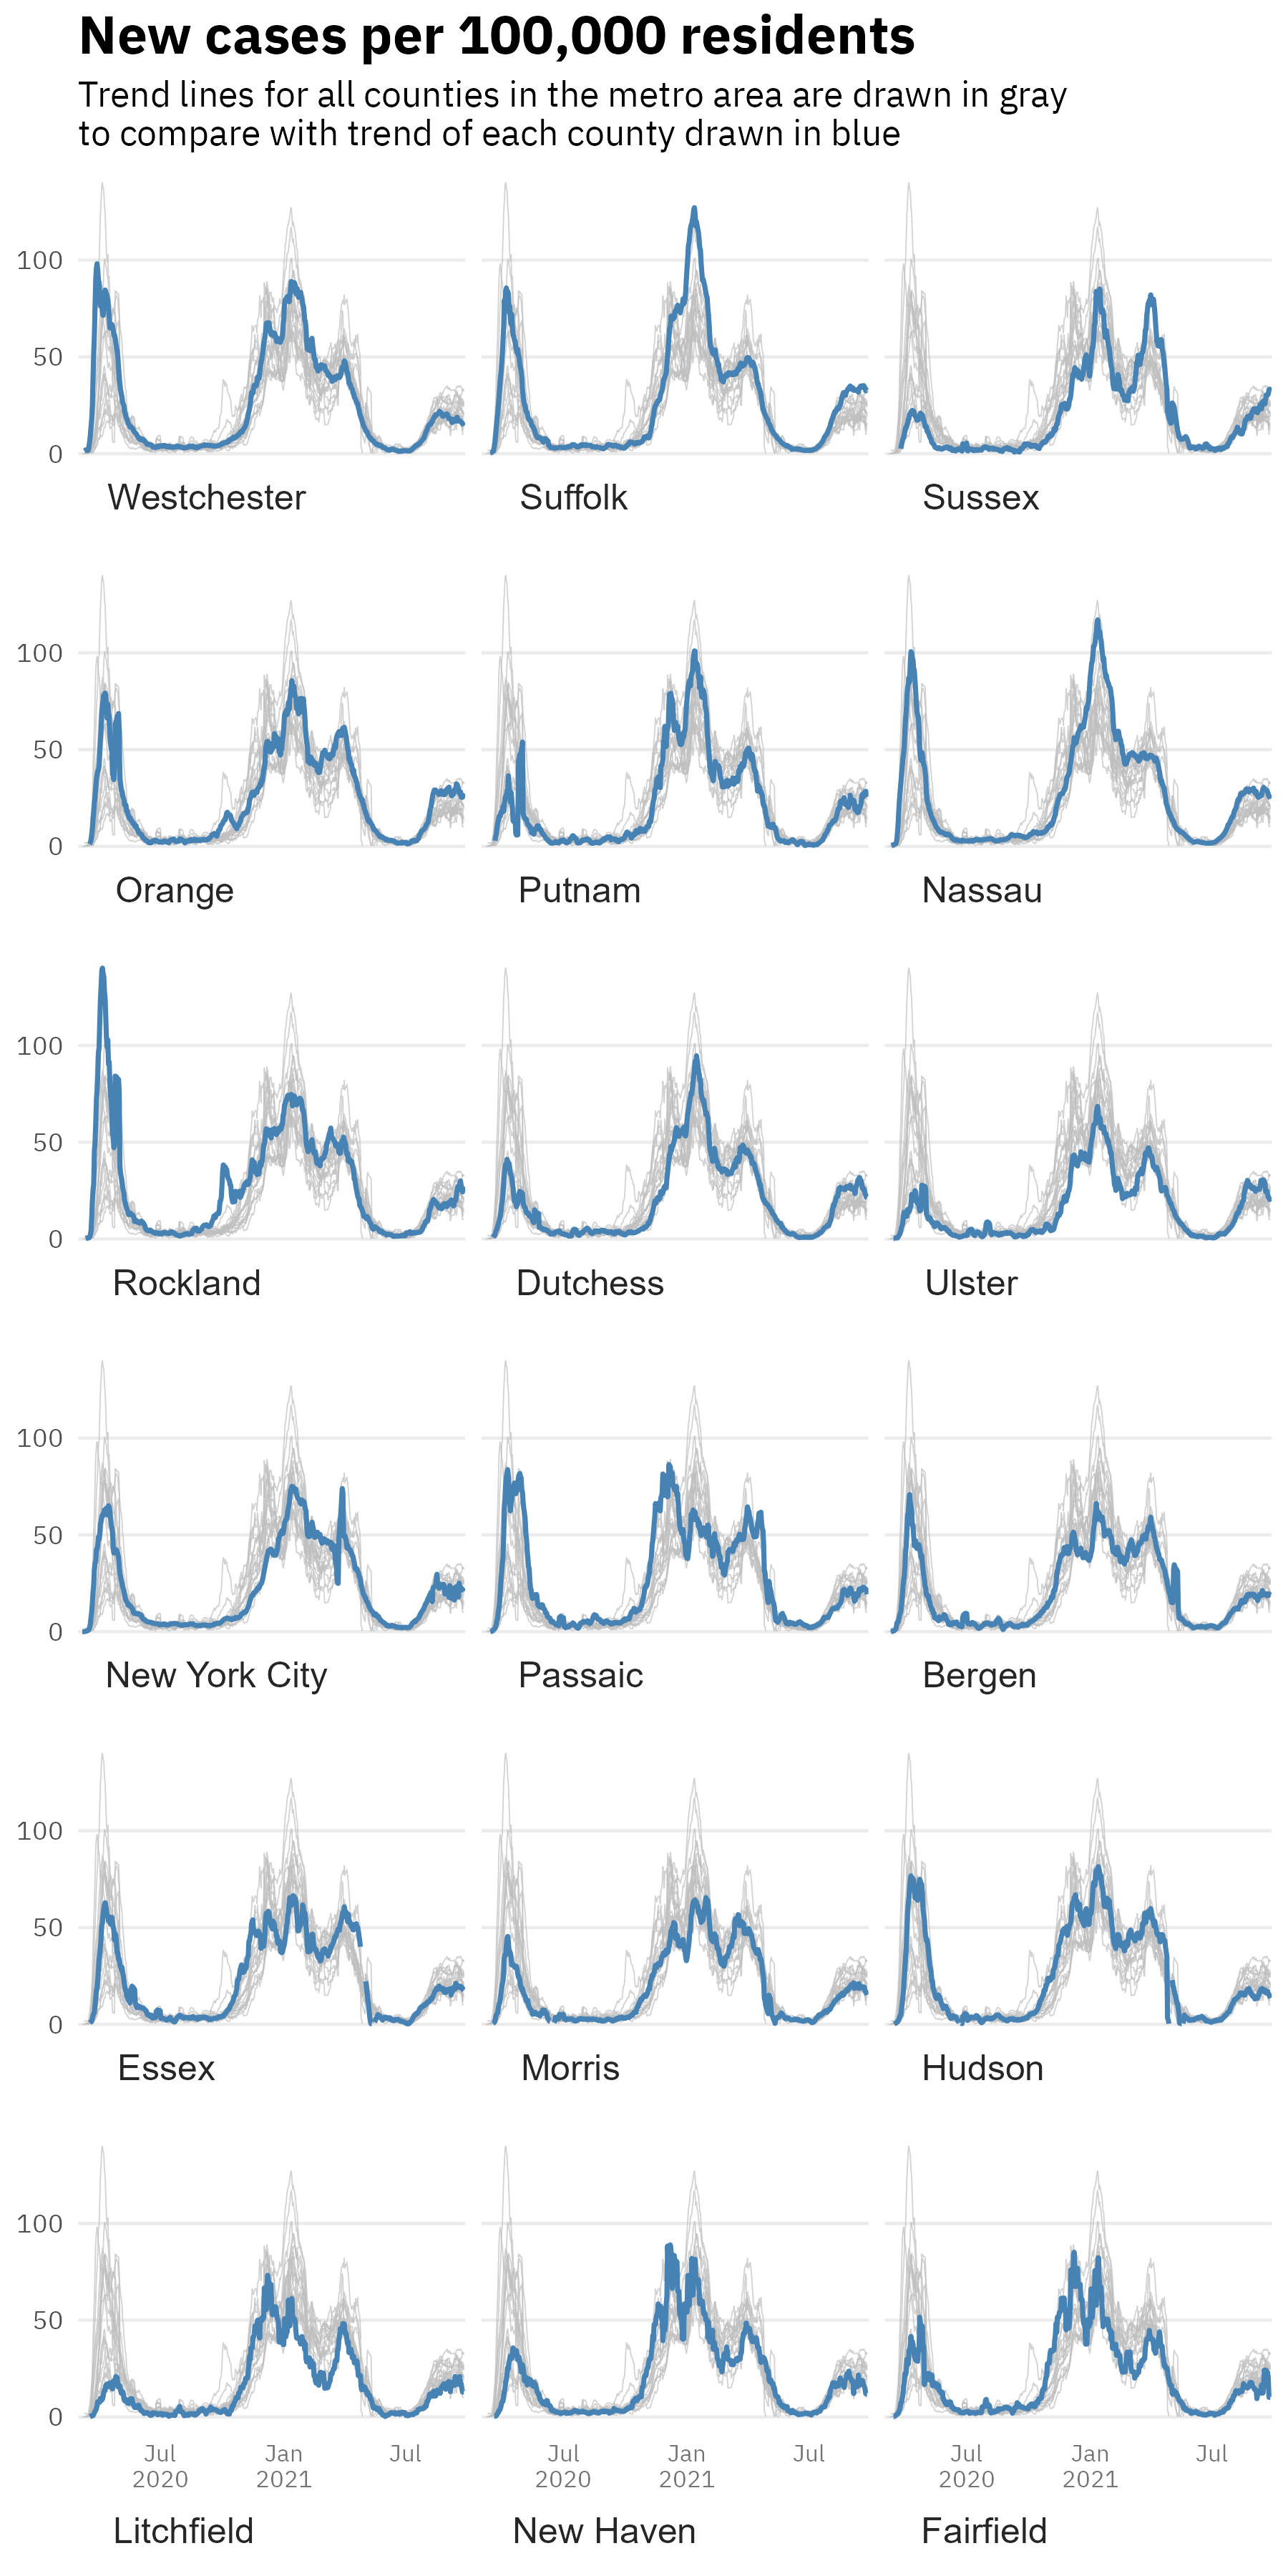 New cases per 100,000 residents
Trend lines for all counties in the metro area are drawn in gray
to compare with trend of each county drawn in blue
100
50
0
Westchester Suffolk Sussex
100
50
0
Orange Putnam Nassau
100
50
0
Rockland Dutchess Ulster
100
50
0
New York City Passaic Bergen
100
50
0
Essex Morris Hudson
100
50
0
Jul Jan Jul Jul Jan Jul Jul Jan Jul
2020 2021 2020 2021 2020 2021
Litchfield New Haven Fairfield